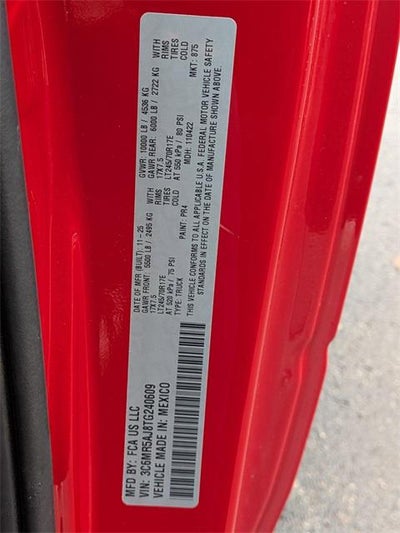 MFD BY: FCA US LLC
VIN: 3C6MR5AJ8TG240609
VEHICLE MADE IN: MEXICO
DATE OF MFR (BUILT): 11-25
GAWR FRONT: 5500 LB / 2495 KG WITH
17X7.5 RIMS
LT245/70R17E TIRES
AT 520 kPa / 75 PSI COLD
TYPE: TRUCK
GVWR: 10000 LB / 4536 KG
GAWR REAR: 6000 LB / 2722 KG WITH
17X7.5 RIMS
LT245/70R17E TIRES
AT 550 kPa / 80 PSI COLD
MDH: 110422 MKT: 875
PAINT: PR4
THIS VEHICLE CONFORMS TO ALL APPLICABLE U.S.A. FEDERAL MOTOR VEHICLE SAFETY
STANDARDS IN EFFECT ON THE DATE OF MANUFACTURE SHOWN ABOVE.